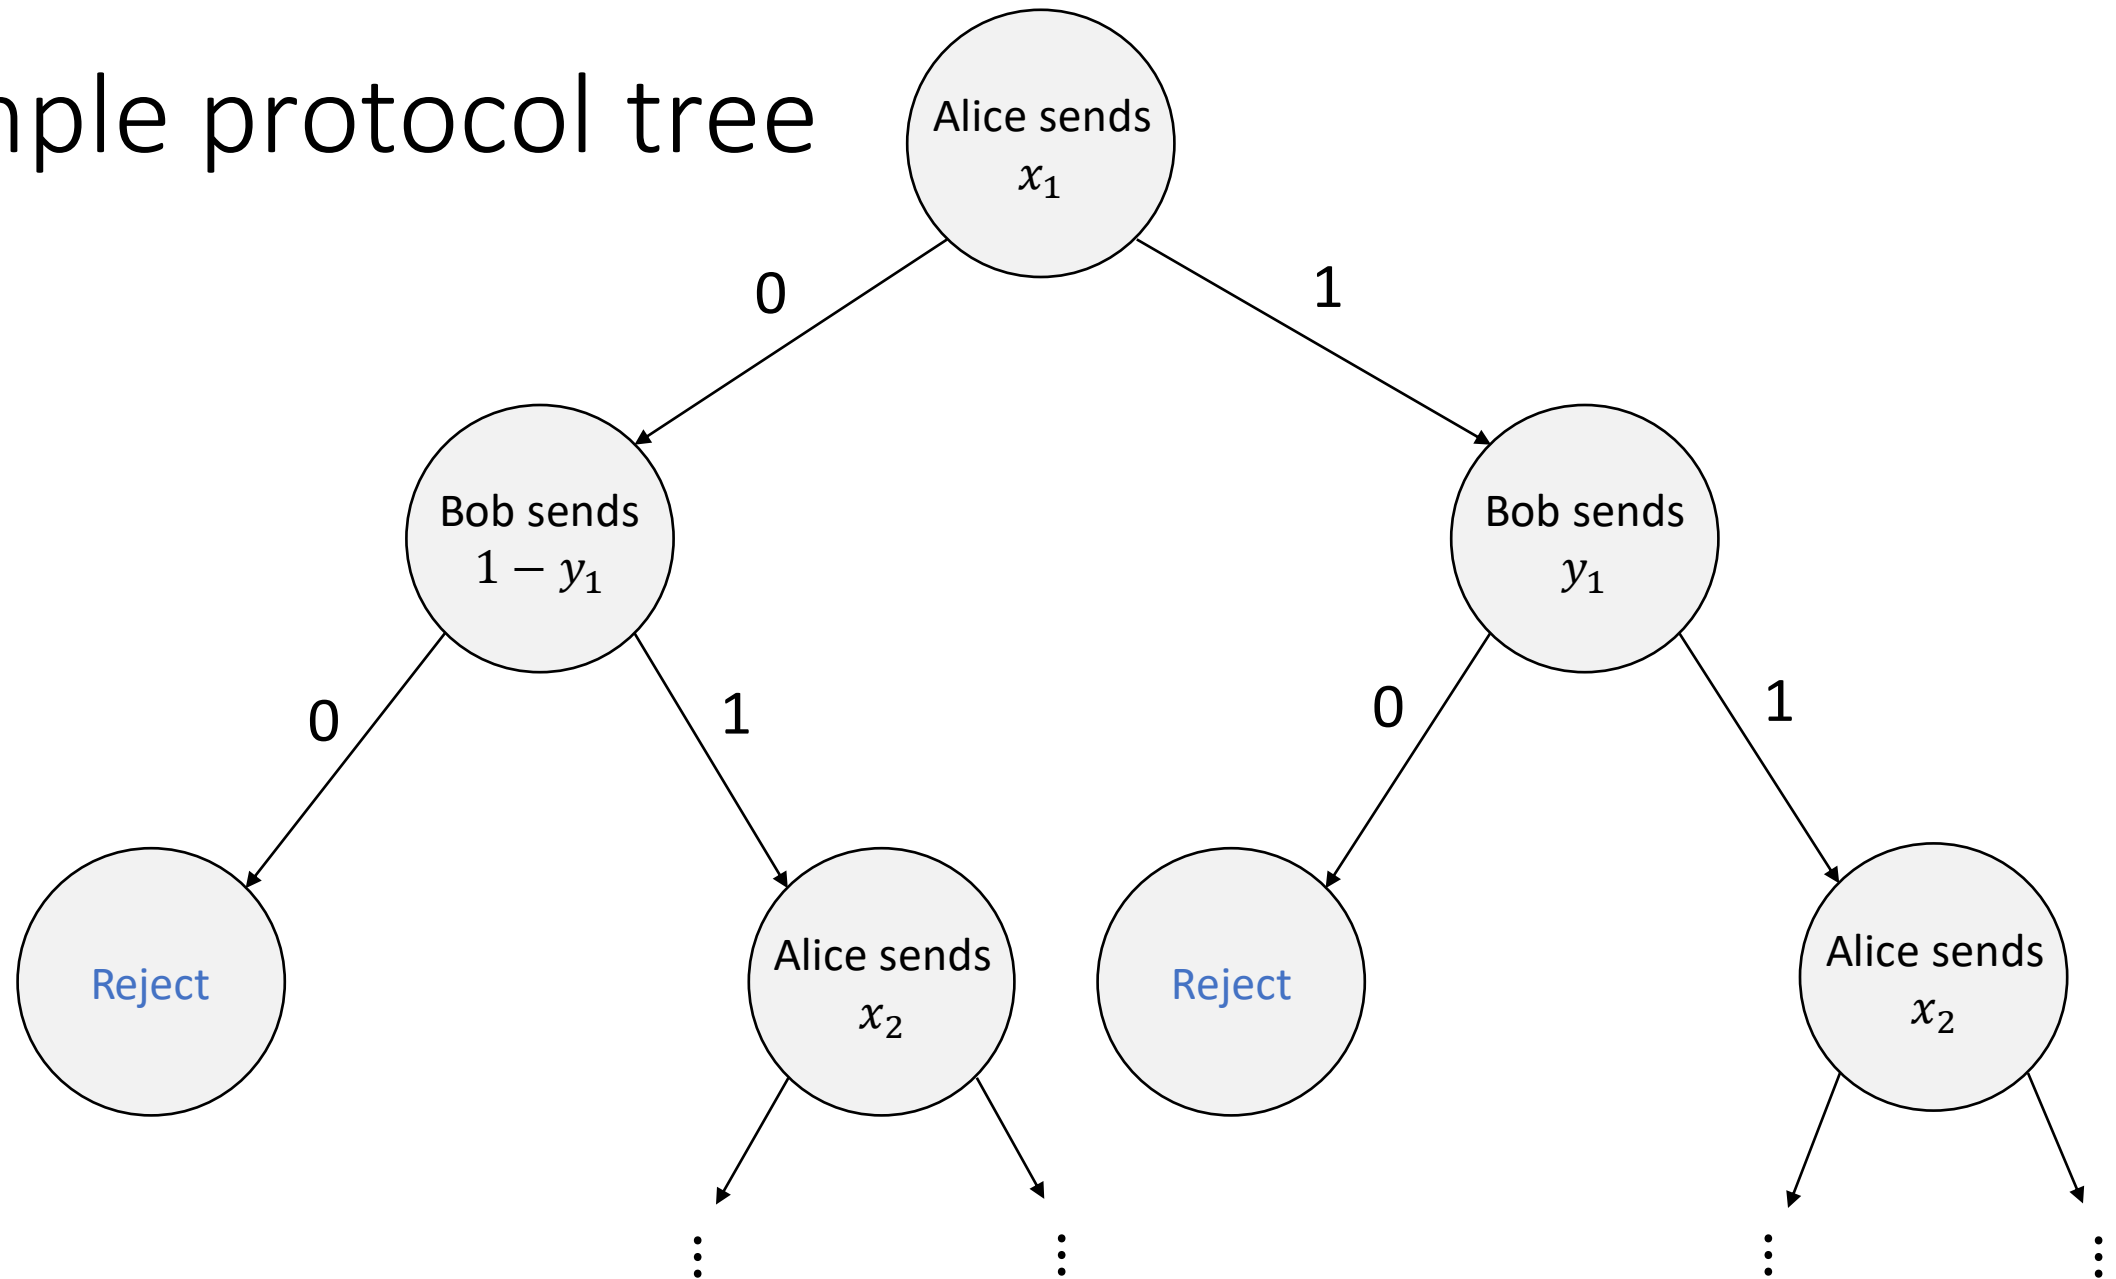 protocol tree
Alice sends
x₁
0
1
Bob sends
1 − y₁
Bob sends
y₁
0
1
0
1
Reject
Alice sends
x₂
Reject
Alice sends
x₂